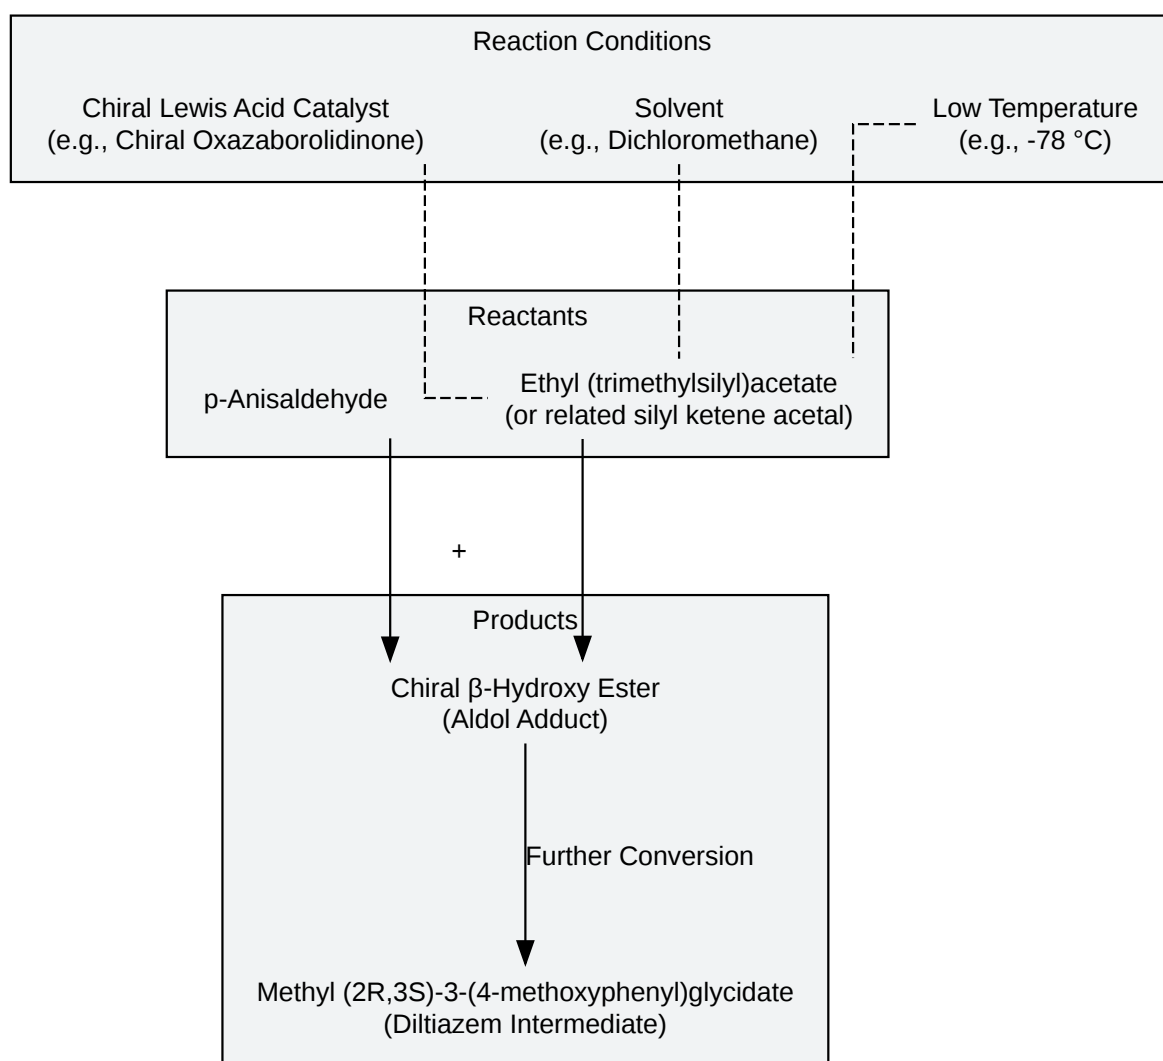 Reaction Conditions
Chiral Lewis Acid Catalyst
(e.g., Chiral Oxazaborolidinone)
Solvent
(e.g., Dichloromethane)
Low Temperature
(e.g., -78 °C)
Reactants
p-Anisaldehyde
Ethyl (trimethylsilyl)acetate
(or related silyl ketene acetal)
+
Products
Chiral β-Hydroxy Ester
(Aldol Adduct)
Further Conversion
Methyl (2R,3S)-3-(4-methoxyphenyl)glycidate
(Diltiazem Intermediate)